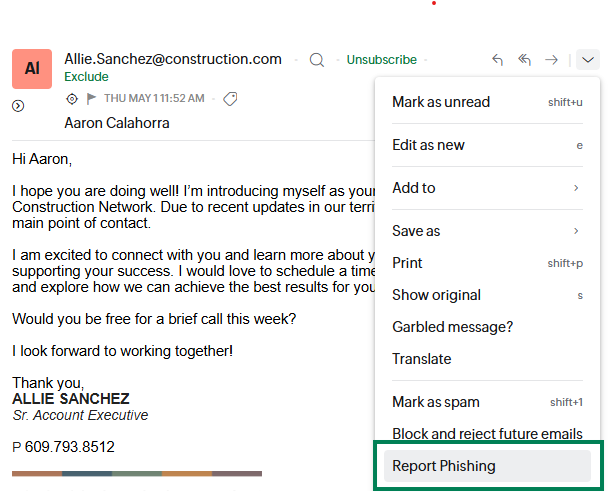 AI
Allie.Sanchez@construction.com · · Unsubscribe ·
Exclude
THU MAY 1 11:52 AM ·
Aaron Calahorra
Hi Aaron,
I hope you are doing well! I'm introducing myself as your
Construction Network. Due to recent updates in our terri
main point of contact.
I am excited to connect with you and learn more about y
supporting your success. I would love to schedule a time
and explore how we can achieve the best results for you
Would you be free for a brief call this week?
I look forward to working together!
Thank you,
ALLIE SANCHEZ
Sr. Account Executive
P 609.793.8512
Mark as unread shift+u
Edit as new e
Add to
Save as
Print shift+p
Show original s
Garbled message?
Translate
Mark as spam shift+1
Block and reject future emails
Report Phishing